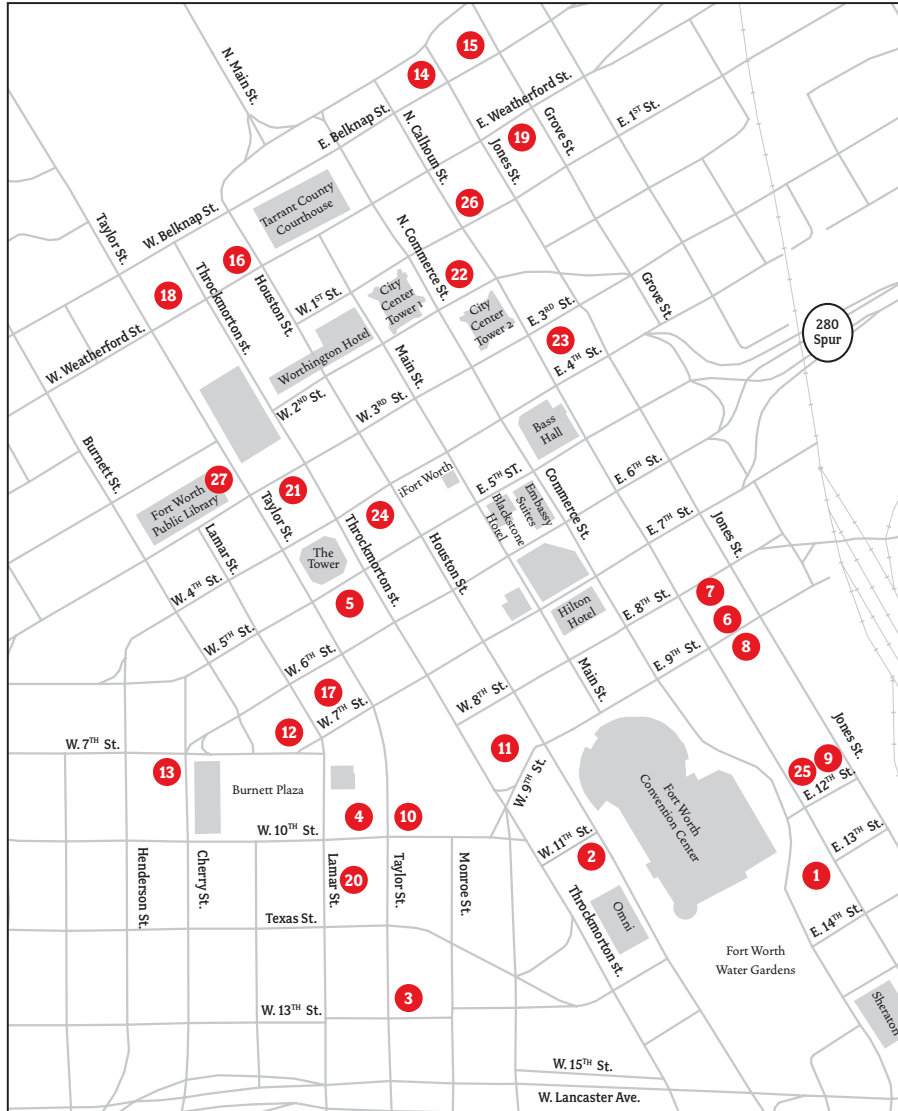 15
14
N. Main St.
E. Weatherford St.
E. Belknap St.
E. 1ST St.
19
Grove St.
N. Calhoun St.
Jones St.
26
Tarrant County
Courthouse
Taylor St.
W. Belknap St.
N. Commerce St.
16
22
18
Throckmorton st.
Houston St.
W. 1ST St.
City
Center
Tower 1
City
Center
Tower 2
E. 3RD St.
Grove St.
280
Spur
W. Weatherford St.
Worthington Hotel
Main St.
23
E. 4TH St.
W. 2ND St.
W. 3RD St.
Bass
Hall
Burnett St.
27
Fort Worth
Public Library
21
Taylor St.
iFort Worth
E. 5TH ST.
Commerce St.
E. 6TH St.
24
Embassy
Suites
Blackstone
Hotel
Lamar St.
The
Tower
Throckmorton st.
Houston St.
E. 7TH St.
Jones St.
W. 4TH St.
5
7
E. 8TH St.
Hilton
Hotel
6
W. 5TH St.
8
W. 6TH St.
E. 9TH St.
17
Main St.
W. 8TH St.
W. 7TH St.
12
W. 7TH St.
11
Jones St.
9
25
13
W. 9TH St.
E. 12TH St.
Burnett Plaza
Fort Worth
Convention Center
4
10
W. 10TH St.
W. 11TH St.
E. 13TH St.
2
1
Henderson St.
Cherry St.
Lamar St.
20
Taylor St.
Monroe St.
Throckmorton st.
Texas St.
Omni
E. 14TH St.
Fort Worth
Water Gardens
3
W. 13TH St.
Sheraton
W. 15TH St.
W. Lancaster Ave.